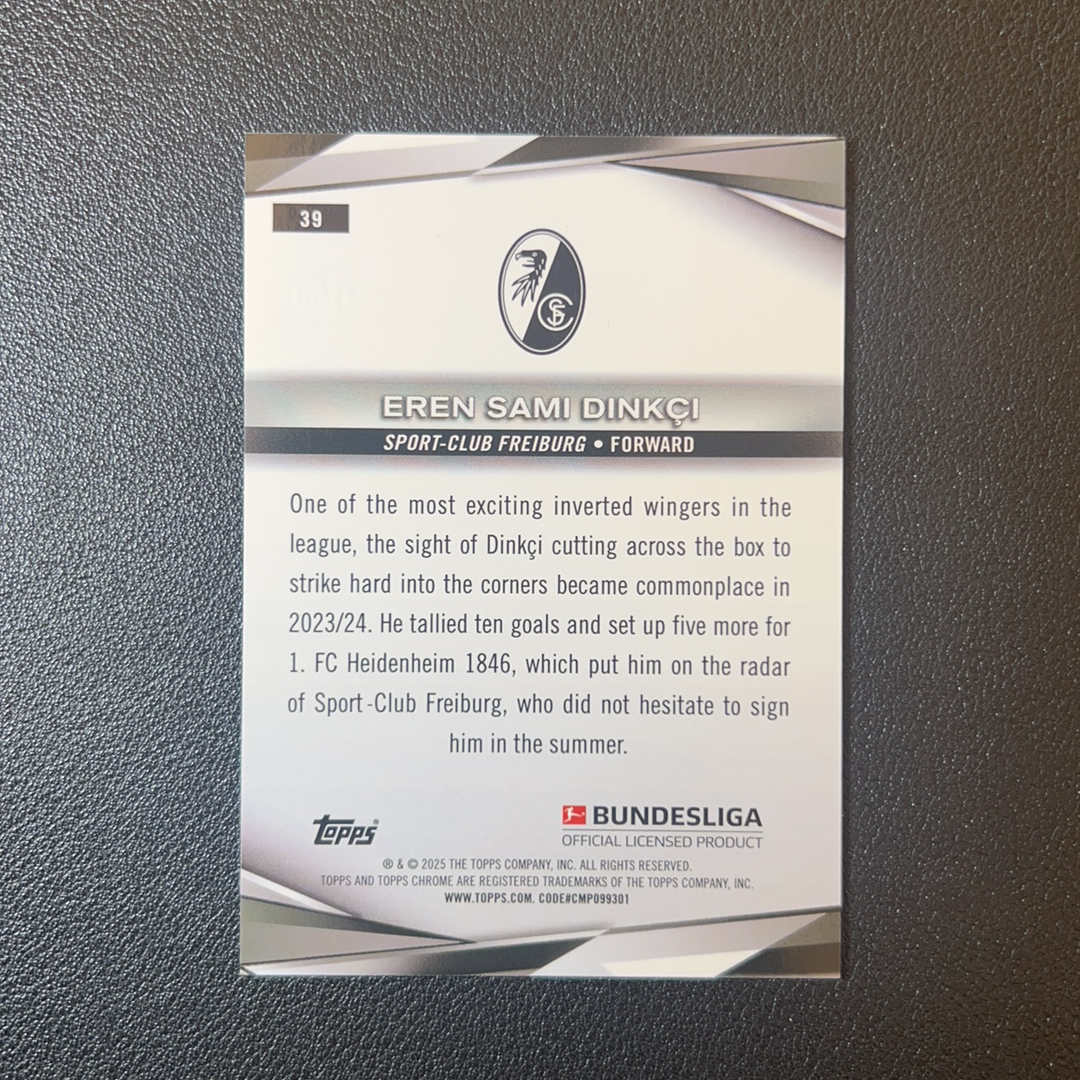 39
EREN SAMI DINKÇI
SPORT-CLUB FREIBURG • FORWARD
One of the most exciting inverted wingers in the
league, the sight of Dinkçi cutting across the box to
strike hard into the corners became commonplace in
2023/24. He tallied ten goals and set up five more for
1. FC Heidenheim 1846, which put him on the radar
of Sport-Club Freiburg, who did not hesitate to sign
him in the summer.
topps®
BUNDESLIGA
OFFICIAL LICENSED PRODUCT
® & © 2025 THE TOPPS COMPANY, INC. ALL RIGHTS RESERVED.
TOPPS AND TOPPS CHROME ARE REGISTERED TRADEMARKS OF THE TOPPS COMPANY, INC.
WWW.TOPPS.COM. CODE#CMP099301